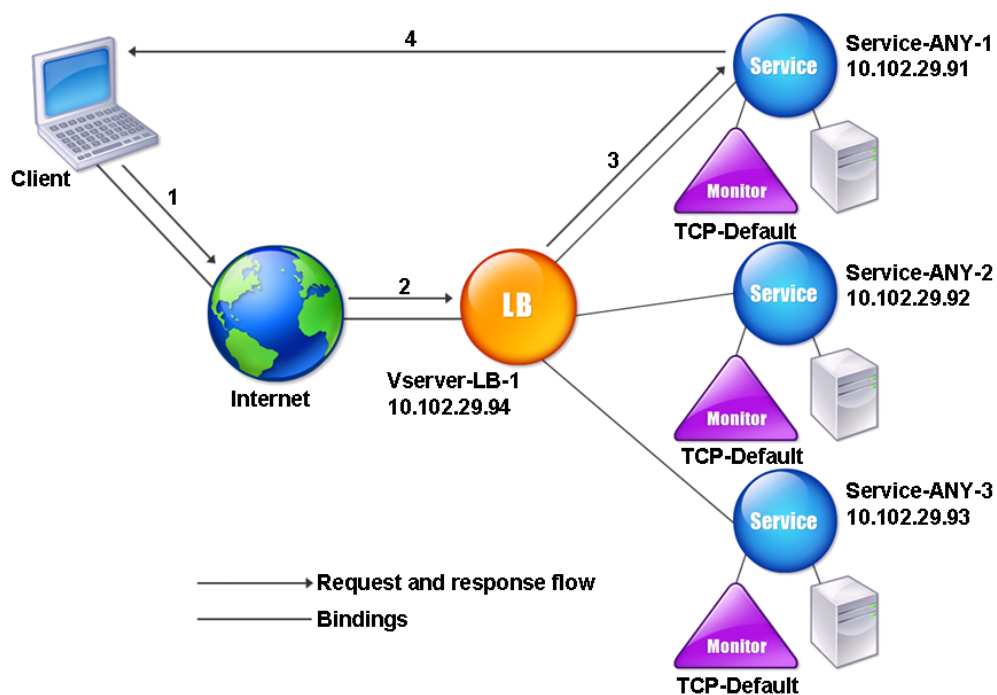 4
Service
Service-ANY-1
10.102.29.91
Client
1
3
Monitor
TCP-Default
2
LB
Service
Service-ANY-2
10.102.29.92
Internet
Vserver-LB-1
10.102.29.94
Monitor
TCP-Default
Service
Service-ANY-3
10.102.29.93
Request and response flow
Bindings
Monitor
TCP-Default